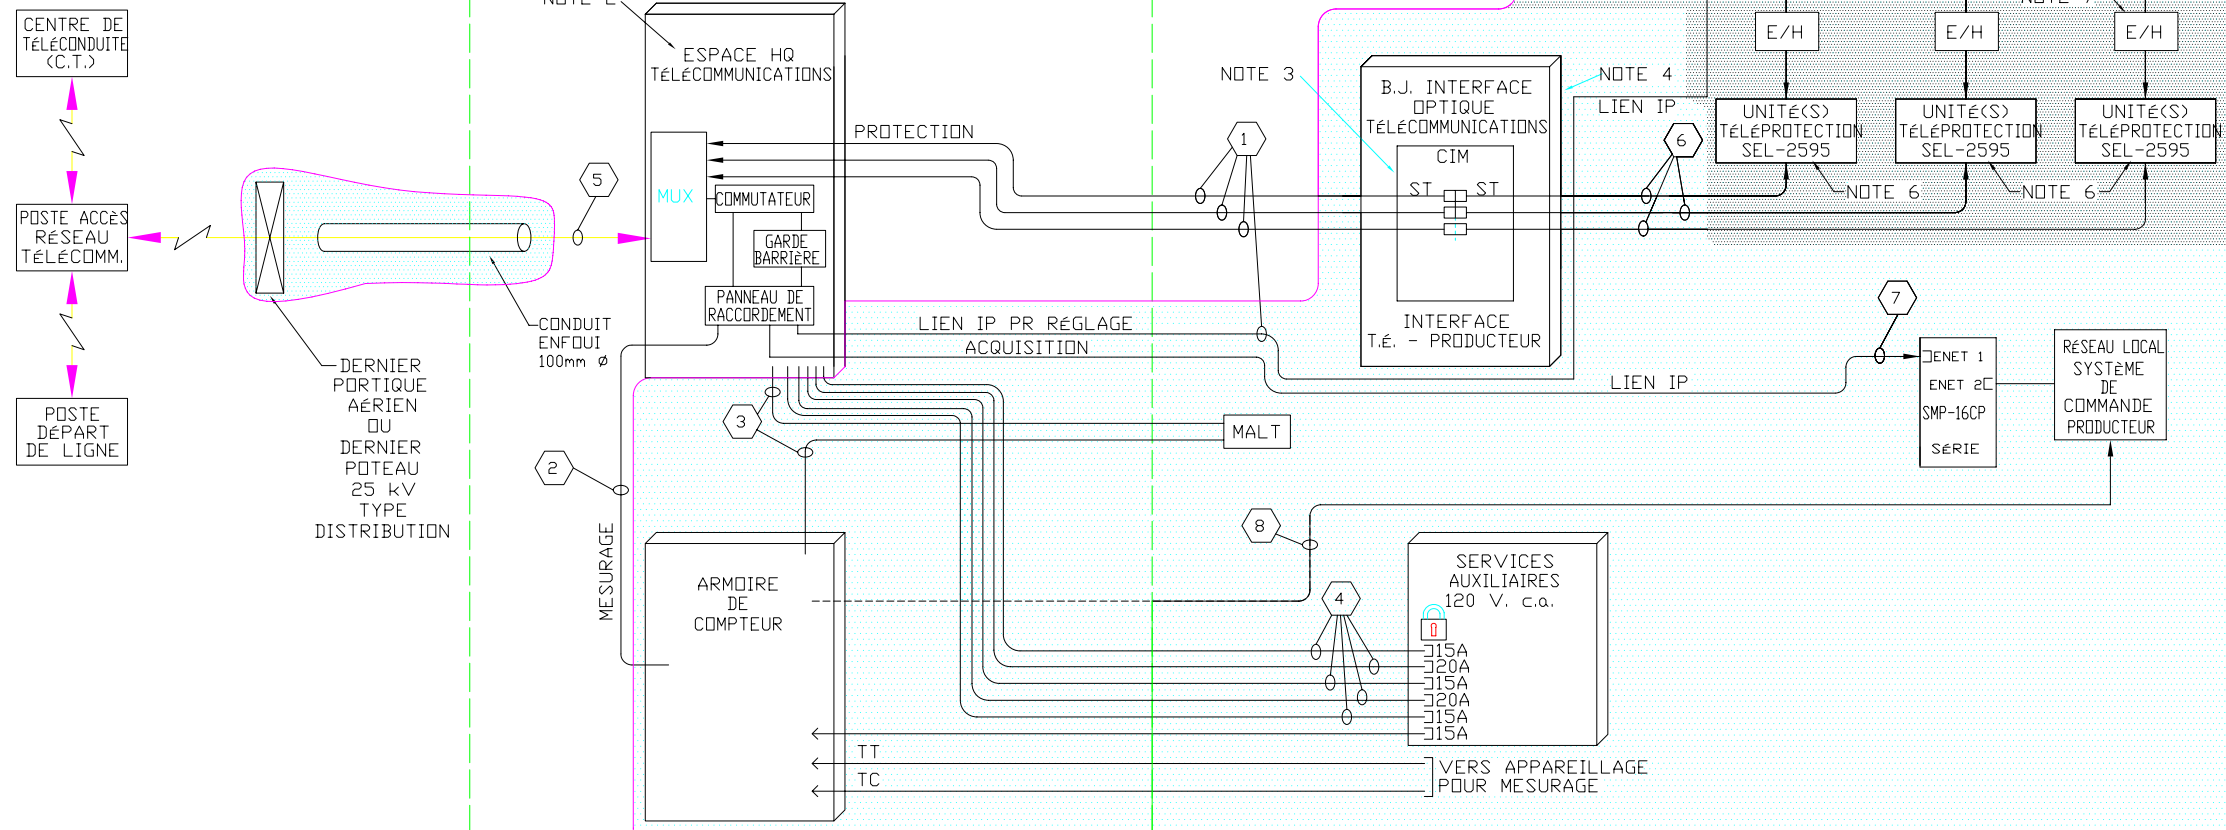 CENTRE DE
TÉLÉCONDUITE
(C.T.)
POSTE ACCÈS
RÉSEAU
TÉLÉCOMM.
POSTE
DÉPART
DE LIGNE
DERNIER
PORTIQUE
AÉRIEN
OU
DERNIER
POTEAU
25 kV
TYPE
DISTRIBUTION
CONDUIT
ENFOUI
100mm ø
5
ESPACE HQ
TÉLÉCOMMUNICATIONS
MUX
COMMUTATEUR
GARDE
BARRIÈRE
PANNEAU DE
RACCORDEMENT
PROTECTION
LIEN IP PR RÉGLAGE
ACQUISITION
1
2
3
MESURAGE
MALT
ARMOIRE
DE
COMPTEUR
TT
TC
NOTE 3
NOTE 4
B.J. INTERFACE
OPTIQUE
TÉLÉCOMMUNICATIONS
CIM
ST ST
INTERFACE
T.É. - PRODUCTEUR
LIEN IP
E/H
E/H
E/H
UNITÉ(S)
TÉLÉPROTECTION
SEL-2595
UNITÉ(S)
TÉLÉPROTECTION
SEL-2595
UNITÉ(S)
TÉLÉPROTECTION
SEL-2595
6
NOTE 6
NOTE 6
7
LIEN IP
ENET 1
ENET 2
SMP-16CP
SÉRIE
RÉSEAU LOCAL
SYSTÈME
DE
COMMANDE
PRODUCTEUR
8
4
SERVICES
AUXILIAIRES
120 V. c.a.
15A
20A
15A
20A
15A
15A
VERS APPAREILLAGE
POUR MESURAGE